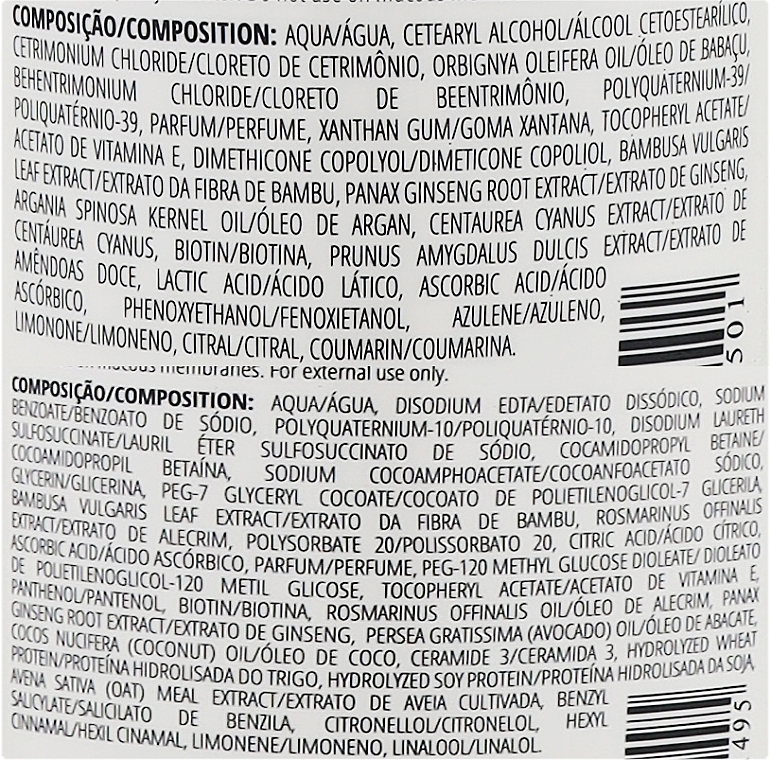 COMPOSIÇÃO/COMPOSITION: AQUA/ÁGUA, CETEARYL ALCOHOL/ÁLCOOL CETOESTEARÍLICO,
CETRIMONIUM CHLORIDE/CLORETO DE CETRIMÔNIO, ORBIGNYA OLEIFERA OIL/ÓLEO DE BABAÇU,
BEHENTRIMONIUM CHLORIDE/CLORETO DE BEENTRIMÔNIO, POLYQUATERNIUM-39/
POLIQUATÉRNIO-39, PARFUM/PERFUME, XANTHAN GUM/GOMA XANTANA, TOCOPHERYL ACETATE/
ACETATO DE VITAMINA E, DIMETHICONE COPOLYOL/DIMETICONE COPOLIOL, BAMBUSA VULGARIS
LEAF EXTRACT/EXTRATO DA FIBRA DE BAMBU, PANAX GINSENG ROOT EXTRACT/EXTRATO DE GINSENG,
ARGANIA SPINOSA KERNEL OIL/ÓLEO DE ARGAN, CENTAUREA CYANUS EXTRACT/EXTRATO DE
CENTÁUREA CYANUS, BIOTIN/BIOTINA, PRUNUS AMYGDALUS DULCIS EXTRACT/EXTRATO DE
AMÊNDOAS DOCE, LACTIC ACID/ÁCIDO LÁTICO, ASCORBIC ACID/ÁCIDO
ASCÓRBICO, PHENOXYETHANOL/FENOXIETANOL, AZULENE/AZULENO,
LIMONONE/LIMONENO, CITRAL/CITRAL, COUMARIN/COUMARINA.
501
mucous membranes. For external use only.
COMPOSIÇÃO/COMPOSITION: AQUA/ÁGUA, DISODIUM EDTA/EDETATO DISSÓDICO, SODIUM
BENZOATE/BENZOATO DE SÓDIO, POLYQUATERNIUM-10/POLIQUATÉRNIO-10, DISODIUM LAURETH
SULFOSUCCINATE/LAURIL ÉTER SULFOSUCCINATO DE SÓDIO, COCAMIDOPROPYL BETAINE/
COCOAMIDOPROPIL BETAÍNA, SODIUM COCOAMPHOACETATE/COCOANFOACETATO SÓDICO,
GLYCERIN/GLICERINA, PEG-7 GLYCERYL COCOATE/COCOATO DE POLIETILENOGLICOL-7 GLICERILA,
BAMBUSA VULGARIS LEAF EXTRACT/EXTRATO DA FIBRA DE BAMBU, ROSMARINUS OFFINALIS
EXTRACT/EXTRATO DE ALECRIM, POLYSORBATE 20/POLISSORBATO 20, CITRIC ACID/ÁCIDO CÍTRICO,
ASCORBIC ACID/ÁCIDO ASCÓRBICO, PARFUM/PERFUME, PEG-120 METHYL GLUCOSE DIOLEATE/ DIOLEATO
DE POLIETILENOGLICOL-120 METIL GLICOSE, TOCOPHERYL ACETATE/ACETATO DE VITAMINA E,
PANTHENOL/PANTENOL, BIOTIN/BIOTINA, ROSMARINUS OFFINALIS OIL/ÓLEO DE ALECRIM, PANAX
GINSENG ROOT EXTRACT/EXTRATO DE GINSENG, PERSEA GRATISSIMA (AVOCADO) OIL/ÓLEO DE ABACATE,
COCOS NUCIFERA (COCONUT) OIL/ÓLEO DE COCO, CERAMIDE 3/CERAMIDA 3, HYDROLYZED WHEAT
PROTEIN/PROTEÍNA HIDROLISADA DO TRIGO, HYDROLYZED SOY PROTEIN/PROTEÍNA HIDROLISADA DA SOJA,
AVENA SATIVA (OAT) MEAL EXTRACT/EXTRATO DE AVEIA CULTIVADA, BENZYL
SALICYLATE/SALICILATO DE BENZILA, CITRONELLOL/CITRONELOL, HEXYL
CINNAMAL/HEXIL CINAMAL, LIMONENE/LIMONENO, LINALOOL/LINALOL.
495